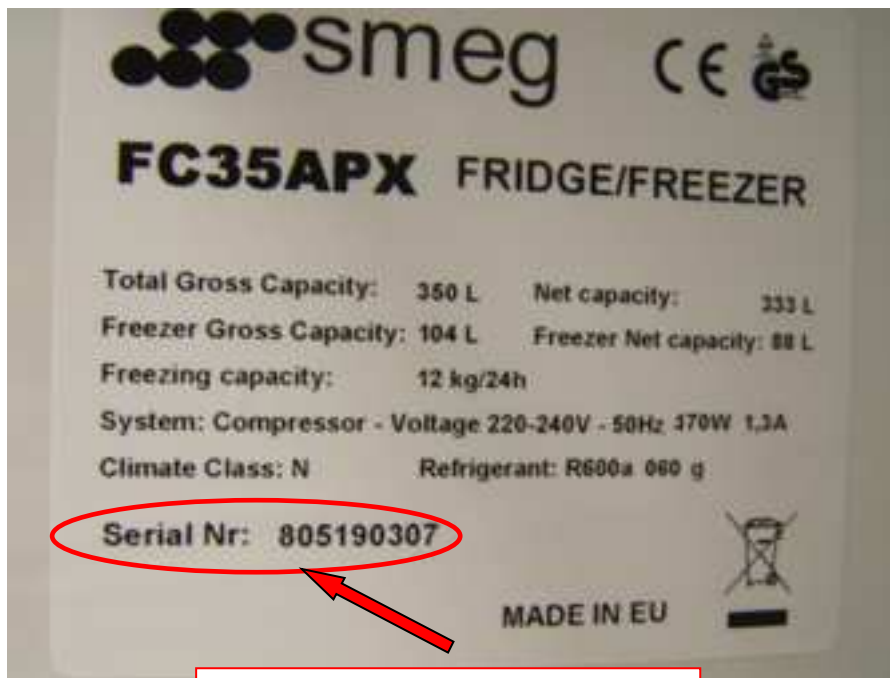 smeg CE GS
FC35APX FRIDGE/FREEZER
Total Gross Capacity: 350 L Net capacity: 333 L
Freezer Gross Capacity: 104 L Freezer Net capacity: 88 L
Freezing capacity: 12 kg/24h
System: Compressor - Voltage 220-240V - 50Hz 370W 1,3A
Climate Class: N Refrigerant: R600a 060 g
Serial Nr: 805190307
MADE IN EU